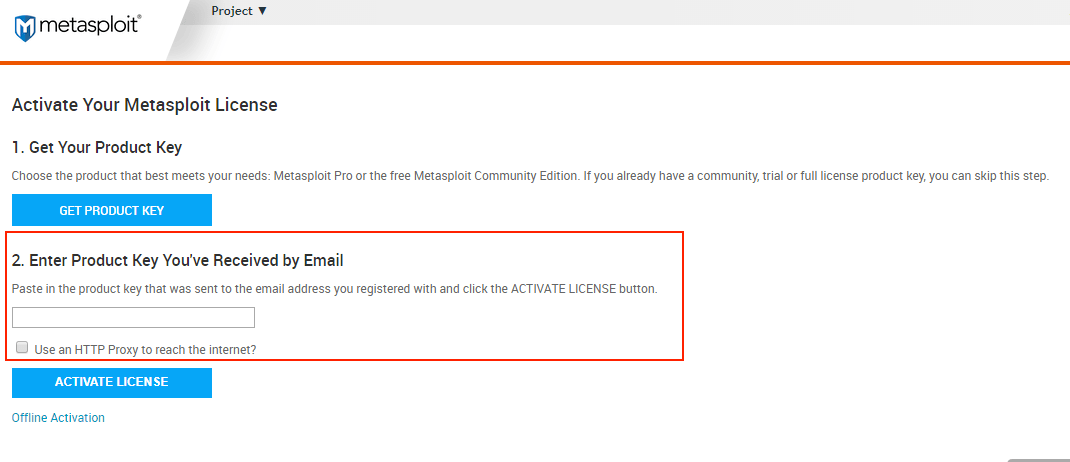 Project ▼
metasploit®
Activate Your Metasploit License
1. Get Your Product Key
Choose the product that best meets your needs: Metasploit Pro or the free Metasploit Community Edition. If you already have a community, trial or full license product key, you can skip this step.
GET PRODUCT KEY
2. Enter Product Key You've Received by Email
Paste in the product key that was sent to the email address you registered with and click the ACTIVATE LICENSE button.
Use an HTTP Proxy to reach the internet?
ACTIVATE LICENSE
Offline Activation